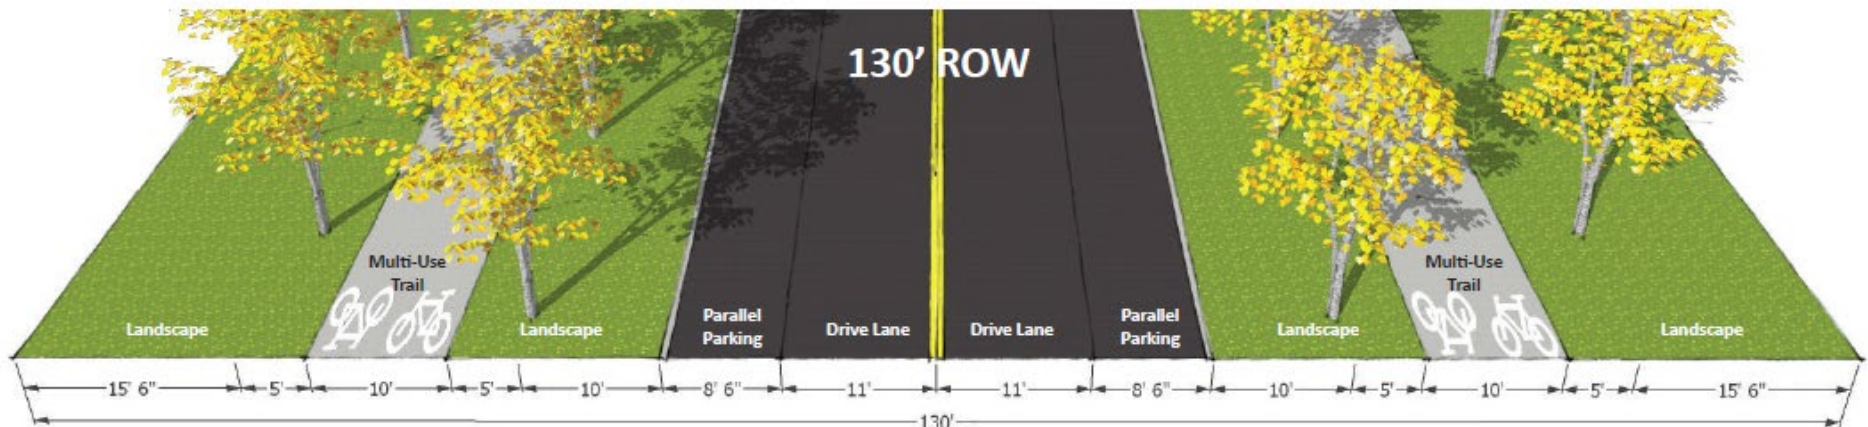 130' ROW
Multi-Use
Trail
Multi-Use
Trail
Landscape
Landscape
Parallel
Parking
Drive Lane
Drive Lane
Parallel
Parking
Landscape
Landscape
15' 6"
5'
10'
5'
10'
8' 6"
11'
11'
8' 6"
10'
5'
10'
5'
15' 6"
130'